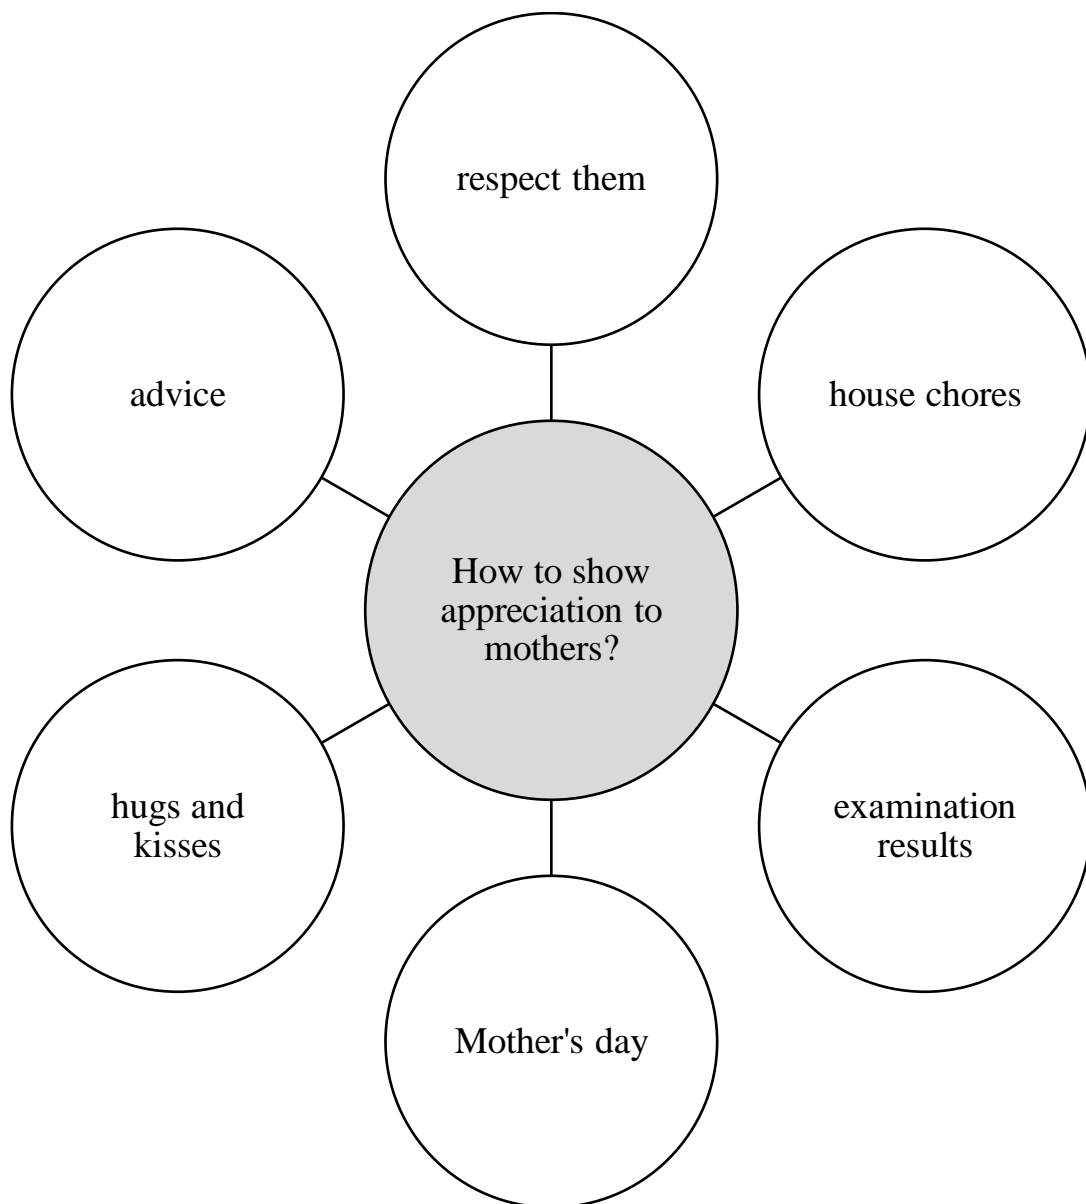 respect them
advice
house chores
How to show
appreciation to
mothers?
hugs and
kisses
examination
results
Mother's day